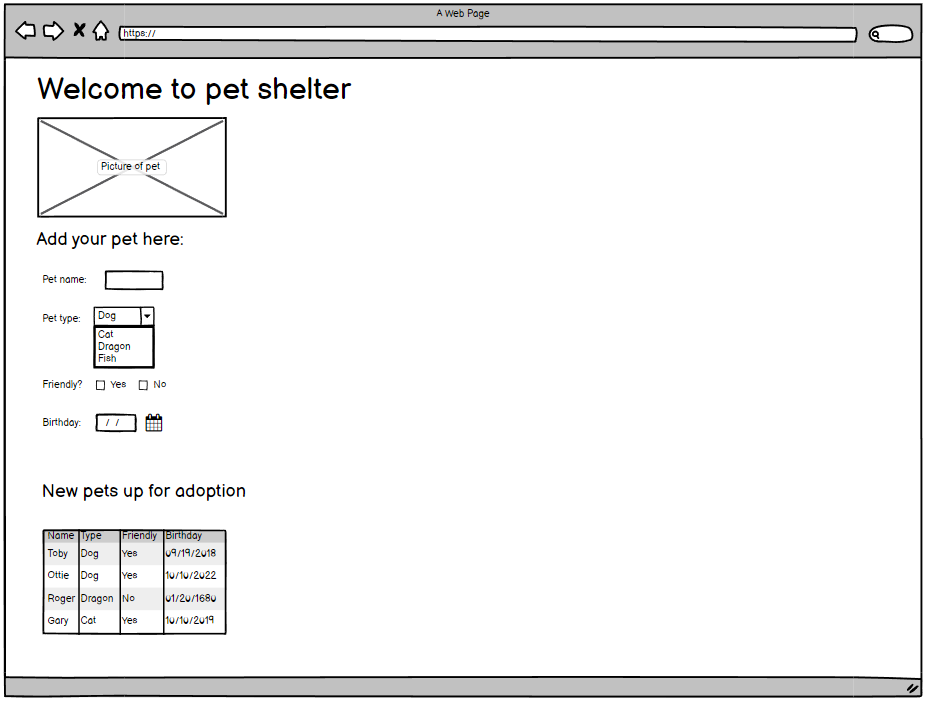 A Web Page
https://
Welcome to pet shelter
Picture of pet
Add your pet here:
Pet name:
Pet type: Dog
Cat
Dragon
Fish
Friendly? Yes No
Birthday: / /
New pets up for adoption
Name Type Friendly Birthday
Toby Dog Yes 09/19/2018
Ottie Dog Yes 10/10/2022
Roger Dragon No 01/20/1680
Gary Cat Yes 10/10/2019